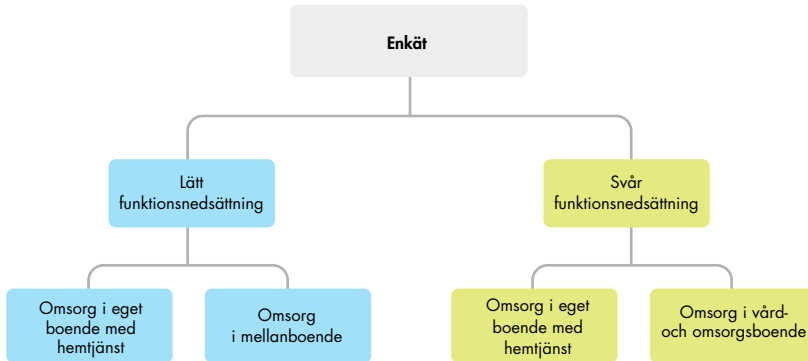 Enkät
Lätt
funktionsnedsättning
Svår
funktionsnedsättning
Omsorg i eget
boende med
hemtjänst
Omsorg
i mellanboende
Omsorg i eget
boende med
hemtjänst
Omsorg i vård-
och omsorgsboende